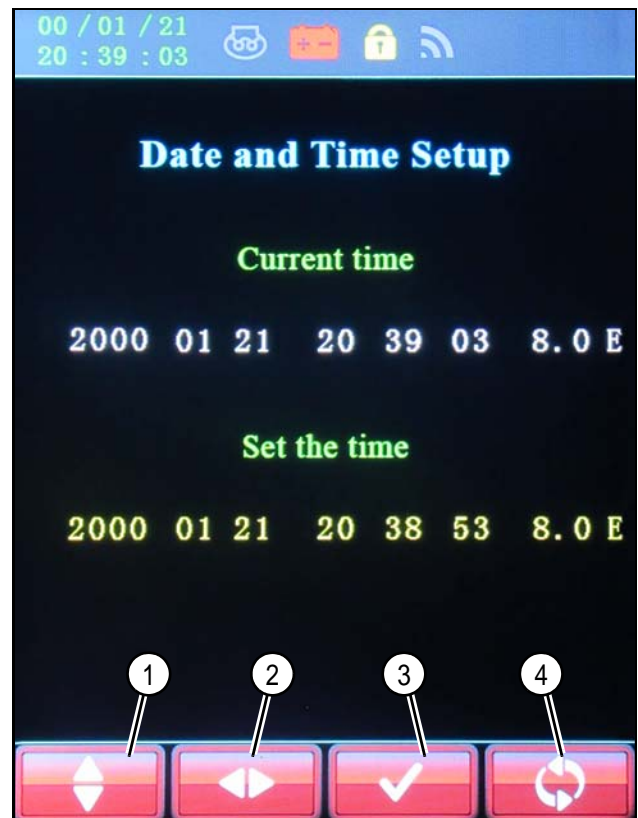 00 / 01 / 21
20 : 39 : 03
Date and Time Setup
Current time
2000 01 21 20 39 03 8.0 E
Set the time
2000 01 21 20 38 53 8.0 E
1 2 3 4